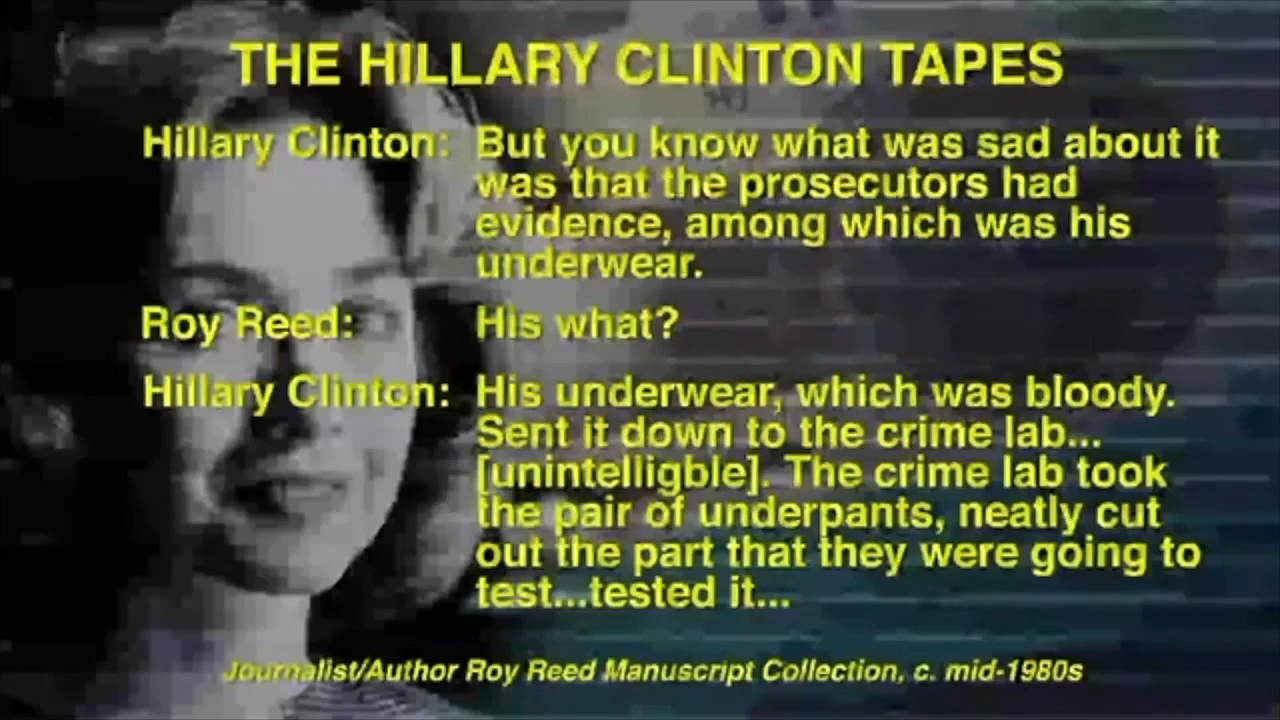 THE HILLARY CLINTON TAPES
Hillary Clinton: But you know what was sad about it
was that the prosecutors had
evidence, among which was his
underwear.
Roy Reed: His what?
Hillary Clinton: His underwear, which was bloody.
Sent it down to the crime lab...
[unintelligble]. The crime lab took
the pair of underpants, neatly cut
out the part that they were going to
test...tested it...
Journalist/Author Roy Reed Manuscript Collection, c. mid-1980s